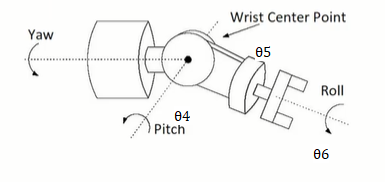 Wrist Center Point
Yaw
θ5
Roll
θ4
Pitch
θ6